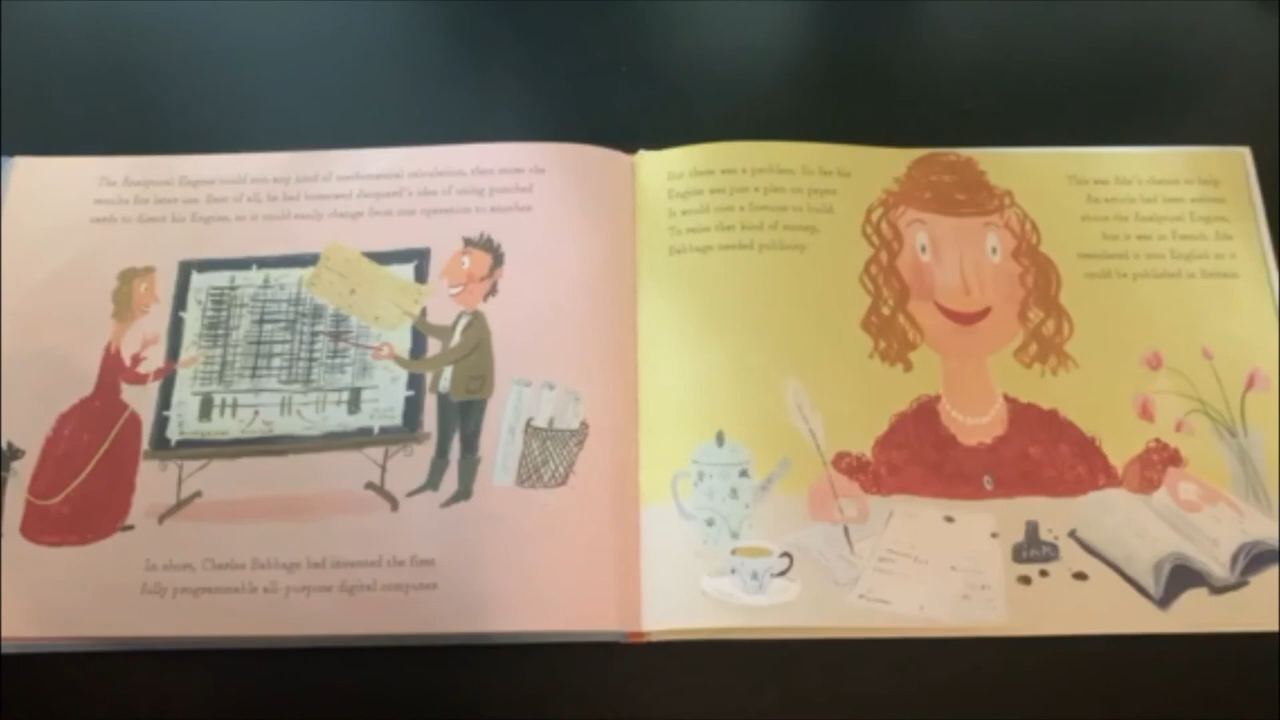 The Analytical Engine could run any kind of mathematical calculation, then store the
results for later use. Best of all, he had borrowed Jacquard's idea of using punched
cards to direct his Engine, so it could easily change from one operation to another.
In short, Charles Babbage had invented the first
fully programmable all-purpose digital computer.
But there was a problem. So far his
Engine was just a plan on paper.
It would cost a fortune to build.
To raise that kind of money,
Babbage needed publicity.
This was Ada's chance to help.
An article had been written
about the Analytical Engine,
but it was in French. Ada
translated it into English so it
could be published in Britain.
ink